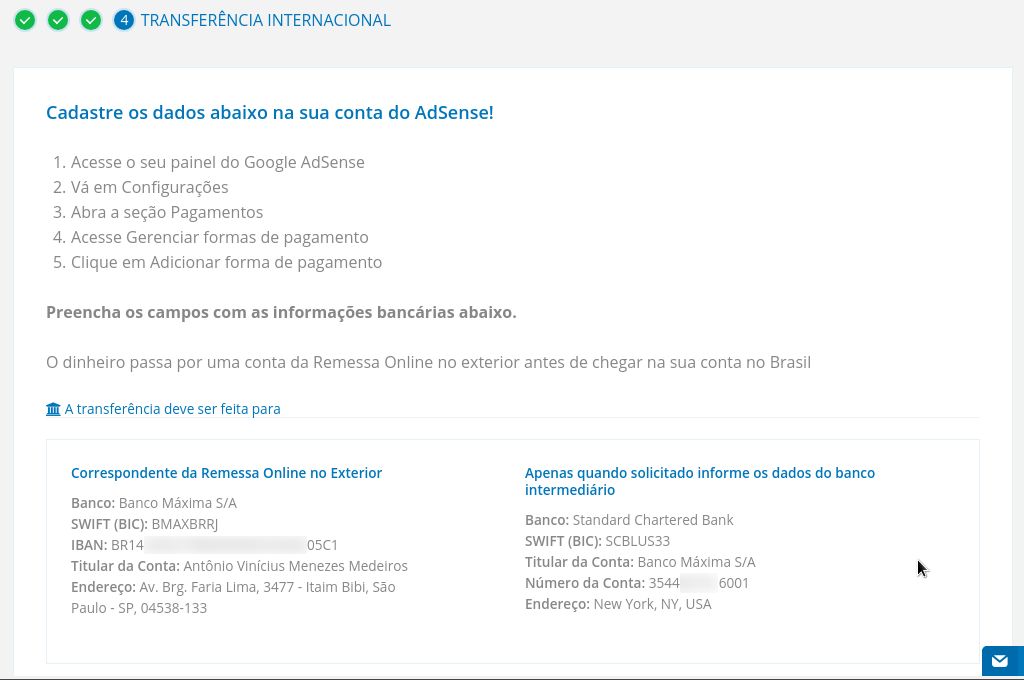 4 TRANSFERÊNCIA INTERNACIONAL
Cadastre os dados abaixo na sua conta do AdSense!
1. Acesse o seu painel do Google AdSense
2. Vá em Configurações
3. Abra a seção Pagamentos
4. Acesse Gerenciar formas de pagamento
5. Clique em Adicionar forma de pagamento
Preencha os campos com as informações bancárias abaixo.
O dinheiro passa por uma conta da Remessa Online no exterior antes de chegar na sua conta no Brasil
A transferência deve ser feita para
Correspondente da Remessa Online no Exterior
Banco: Banco Máxima S/A
SWIFT (BIC): BMAXBRRJ
IBAN: BR14 05C1
Titular da Conta: Antônio Vinícius Menezes Medeiros
Endereço: Av. Brg. Faria Lima, 3477 - Itaim Bibi, São
Paulo - SP, 04538-133
Apenas quando solicitado informe os dados do banco
intermediário
Banco: Standard Chartered Bank
SWIFT (BIC): SCBLUS33
Titular da Conta: Banco Máxima S/A
Número da Conta: 3544 6001
Endereço: New York, NY, USA